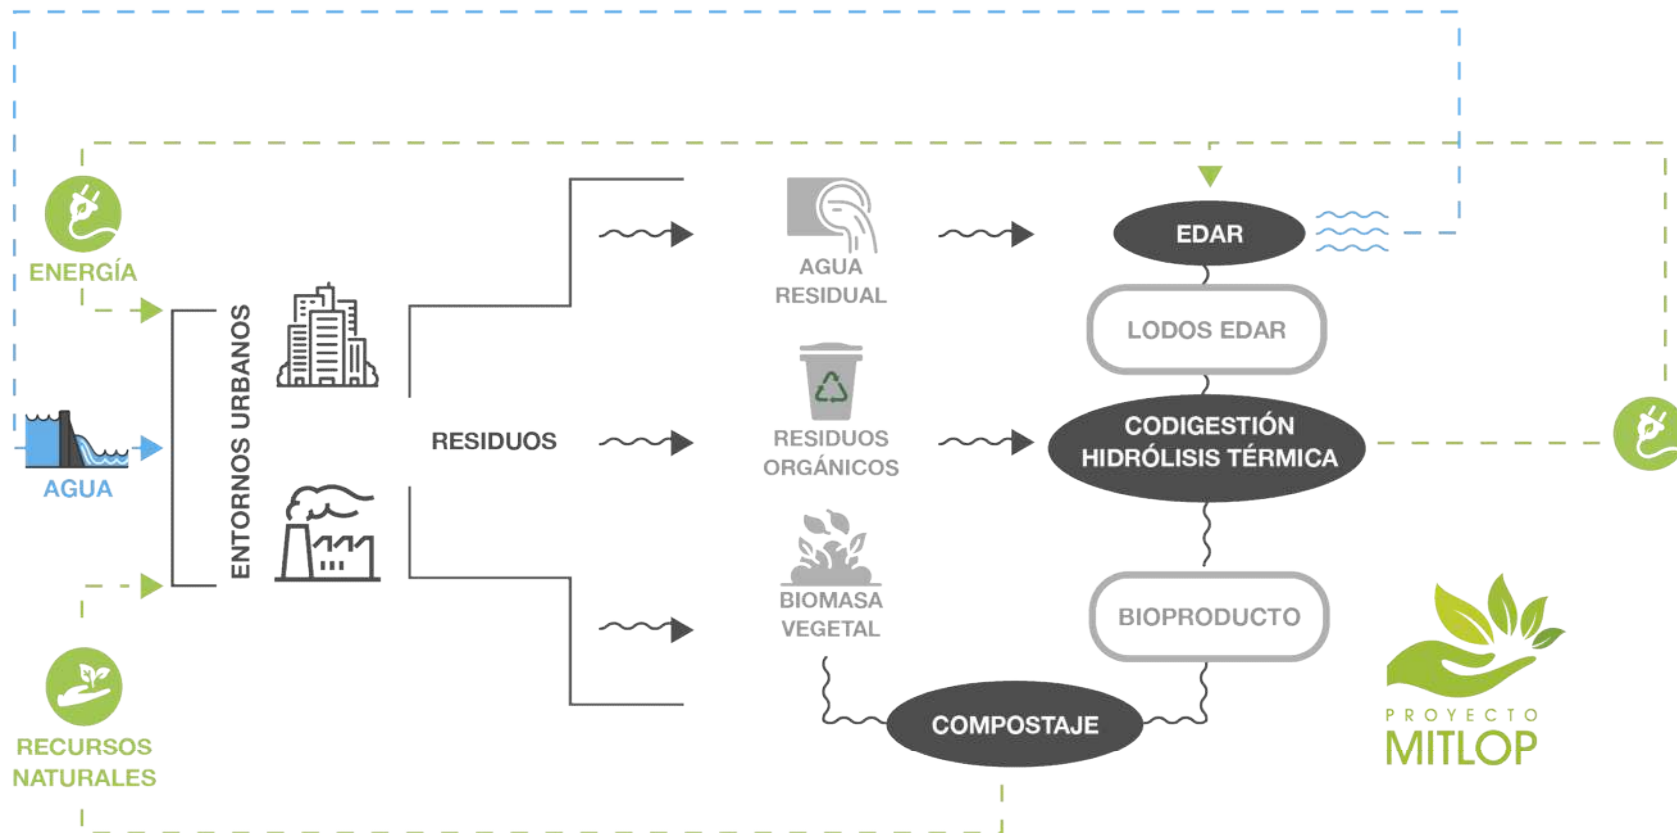 ENERGÍA
AGUA
RECURSOS
NATURALES
ENTORNOS URBANOS
RESIDUOS
AGUA
RESIDUAL
RESIDUOS
ORGÁNICOS
BIOMASA
VEGETAL
EDAR
LODOS EDAR
CODIGESTIÓN
HIDRÓLISIS TÉRMICA
BIOPRODUCTO
COMPOSTAJE
PROYECTO
MITLOP